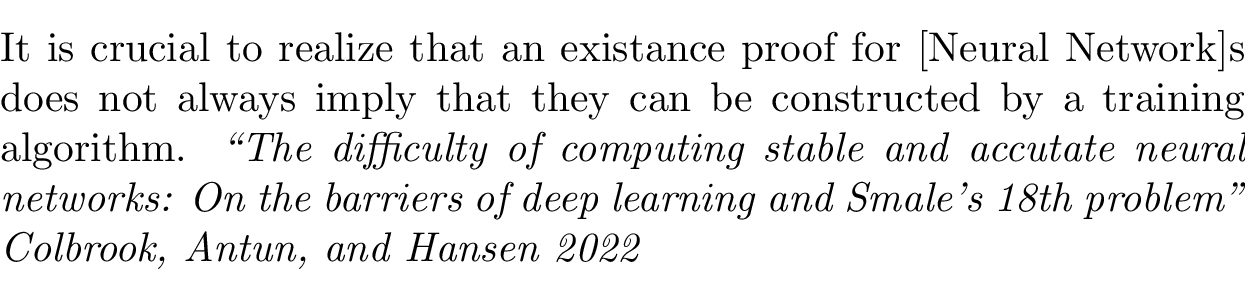 It is crucial to realize that an existance proof for [Neural Network]s
does not always imply that they can be constructed by a training
algorithm. “The difficulty of computing stable and accutate neural
networks: On the barriers of deep learning and Smale’s 18th problem”
Colbrook, Antun, and Hansen 2022